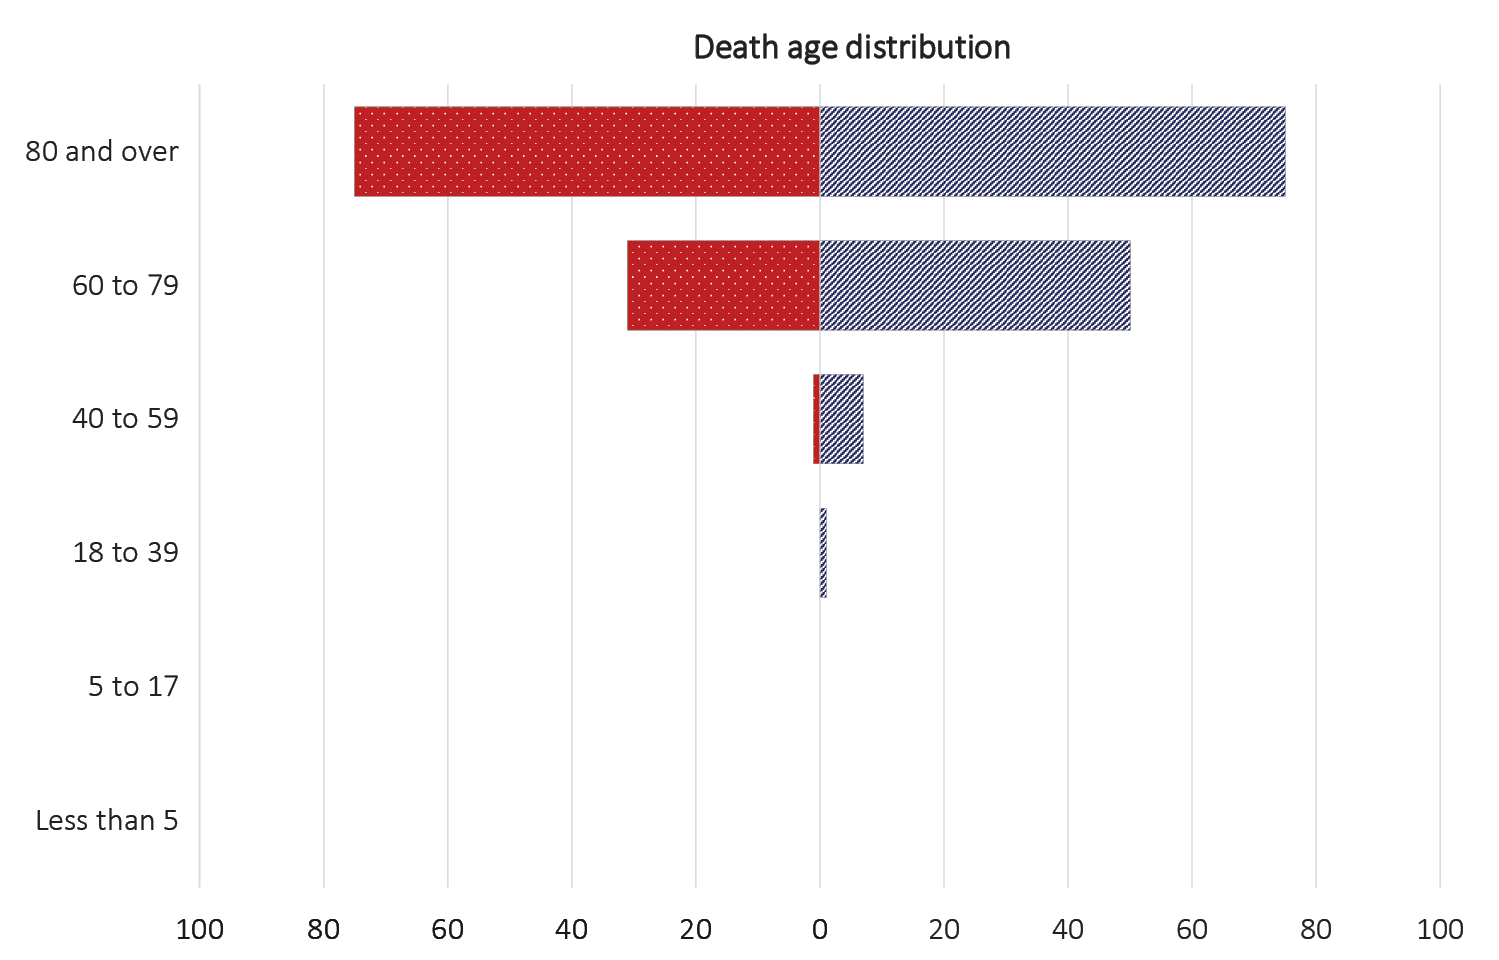 Death age distribution
80 and over
60 to 79
40 to 59
18 to 39
5 to 17
Less than 5
100 80 60 40 20 0 20 40 60 80 100